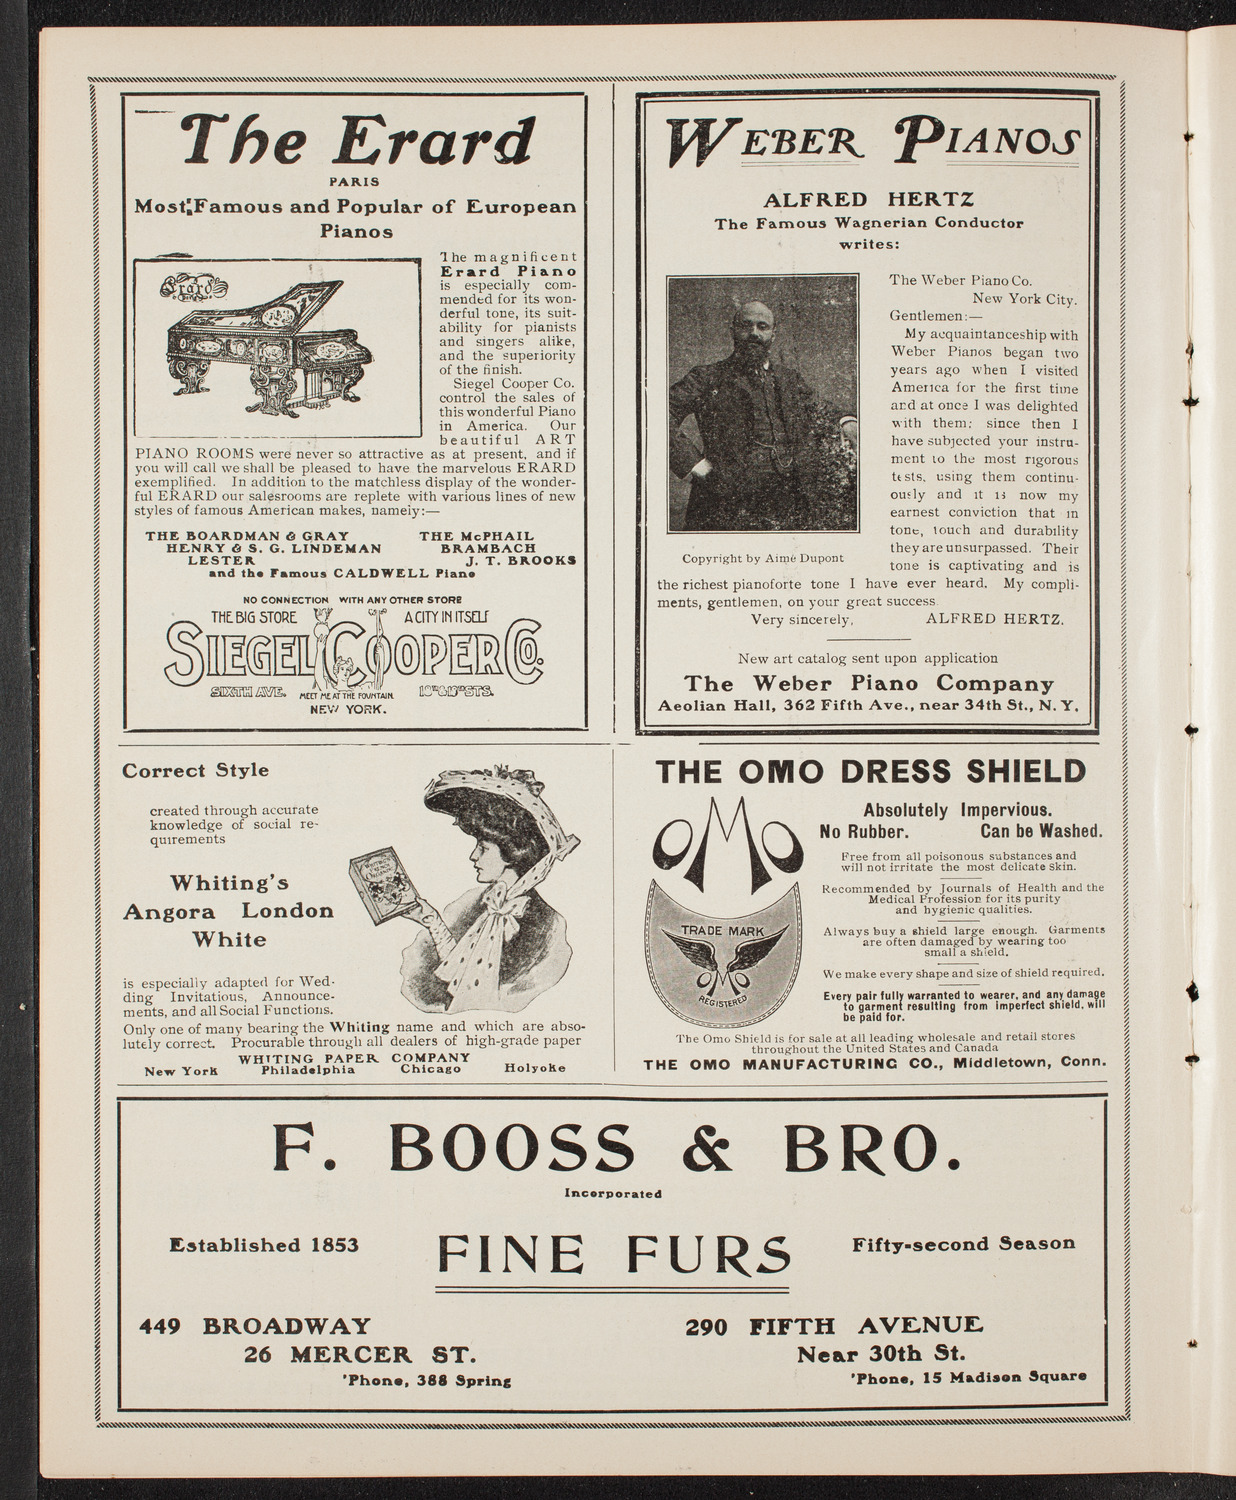 The Erard
PARIS
Most Famous and Popular of European
Pianos
Erard
The magnificent
Erard Piano
is especially com-
mended for its won-
derful tone, its suit-
ability for pianists
and singers alike,
and the superiority
of the finish.
Siegel Cooper Co.
control the sales of
this wonderful Piano
in America. Our
beautiful ART
PIANO ROOMS were never so attractive as at present, and if
you will call we shall be pleased to have the marvelous ERARD
exemplified. In addition to the matchless display of the wonder-
ful ERARD our salesrooms are replete with various lines of new
styles of famous American makes, namely:—
THE BOARDMAN & GRAY THE McPHAIL
HENRY & S. G. LINDEMAN BRAMBACH
LESTER J. T. BROOKS
and the Famous CALDWELL Piano
NO CONNECTION WITH ANY OTHER STORE
THE BIG STORE A CITY IN ITSELF
SIEGEL COOPER CO.
SIXTH AVE. MEET ME AT THE FOUNTAIN. 18TH & 19TH STS.
NEW YORK.
WEBER PIANOS
ALFRED HERTZ
The Famous Wagnerian Conductor
writes:
The Weber Piano Co.
New York City.
Gentlemen:—
My acquaintanceship with
Weber Pianos began two
years ago when I visited
America for the first time
and at once I was delighted
with them; since then I
have subjected your instru-
ment to the most rigorous
tests, using them continu-
ously and it is now my
earnest conviction that in
tone, touch and durability
they are unsurpassed. Their
tone is captivating and is
Copyright by Aimé Dupont
the richest pianoforte tone I have ever heard. My compli-
ments, gentlemen, on your great success
Very sincerely, ALFRED HERTZ.
New art catalog sent upon application
The Weber Piano Company
Aeolian Hall, 362 Fifth Ave., near 34th St., N. Y.
Correct Style
created through accurate
knowledge of social re-
quirements
Whiting's
Angora London
White
is especially adapted for Wed-
ding Invitatious, Announce-
ments, and all Social Functions.
Only one of many bearing the Whiting name and which are abso-
lutely correct. Procurable through all dealers of high-grade paper
WHITING PAPER COMPANY
New York Philadelphia Chicago Holyoke
THE OMO DRESS SHIELD
OMO
TRADE MARK
OMO
REGISTERED
Absolutely Impervious.
No Rubber. Can be Washed.
Free from all poisonous substances and
will not irritate the most delicate skin.
Recommended by Journals of Health and the
Medical Profession for its purity
and hygienic qualities.
Always buy a shield large enough. Garments
are often damaged by wearing too
small a shield.
We make every shape and size of shield required.
Every pair fully warranted to wearer, and any damage
to garment resulting from imperfect shield, will
be paid for.
The Omo Shield is for sale at all leading wholesale and retail stores
throughout the United States and Canada
THE OMO MANUFACTURING CO., Middletown, Conn.
F. BOOSS & BRO.
Incorporated
Established 1853 FINE FURS Fifty-second Season
449 BROADWAY
26 MERCER ST.
'Phone, 388 Spring
290 FIFTH AVENUE
Near 30th St.
'Phone, 15 Madison Square